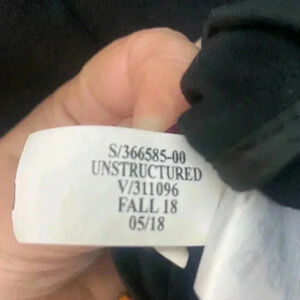 S/366585-00
UNSTRUCTURED
V/311096
FALL 18
05/18